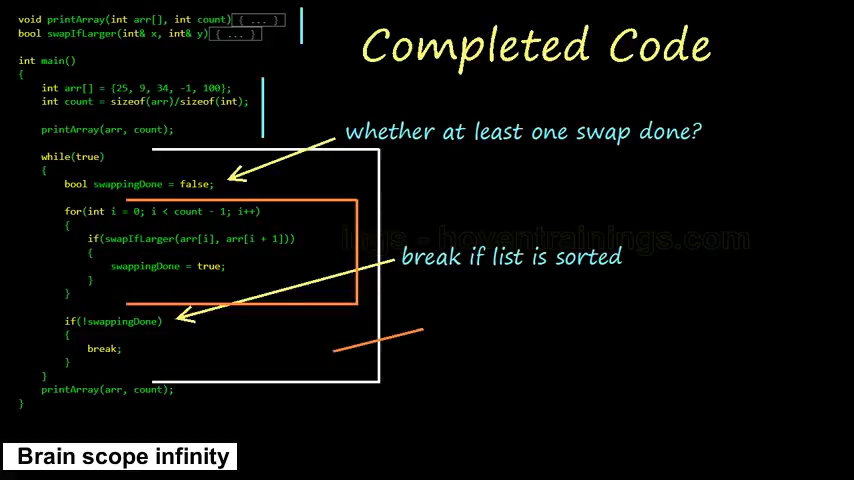 void printArray(int arr[], int count){ ... }
bool swapIfLarger(int& x, int& y){ ... }
Completed Code
int main()
{
int arr[] = {25, 9, 34, -1, 100};
int count = sizeof(arr)/sizeof(int);
printArray(arr, count);
whether at least one swap done?
while(true)
{
bool swappingDone = false;
for(int i = 0; i < count - 1; i++)
{
if(swapIfLarger(arr[i], arr[i + 1]))
{
swappingDone = true;
}
}
- hoventrainings.com
break if list is sorted
if(!swappingDone)
{
break;
}
}
printArray(arr, count);
}
Brain scope infinity